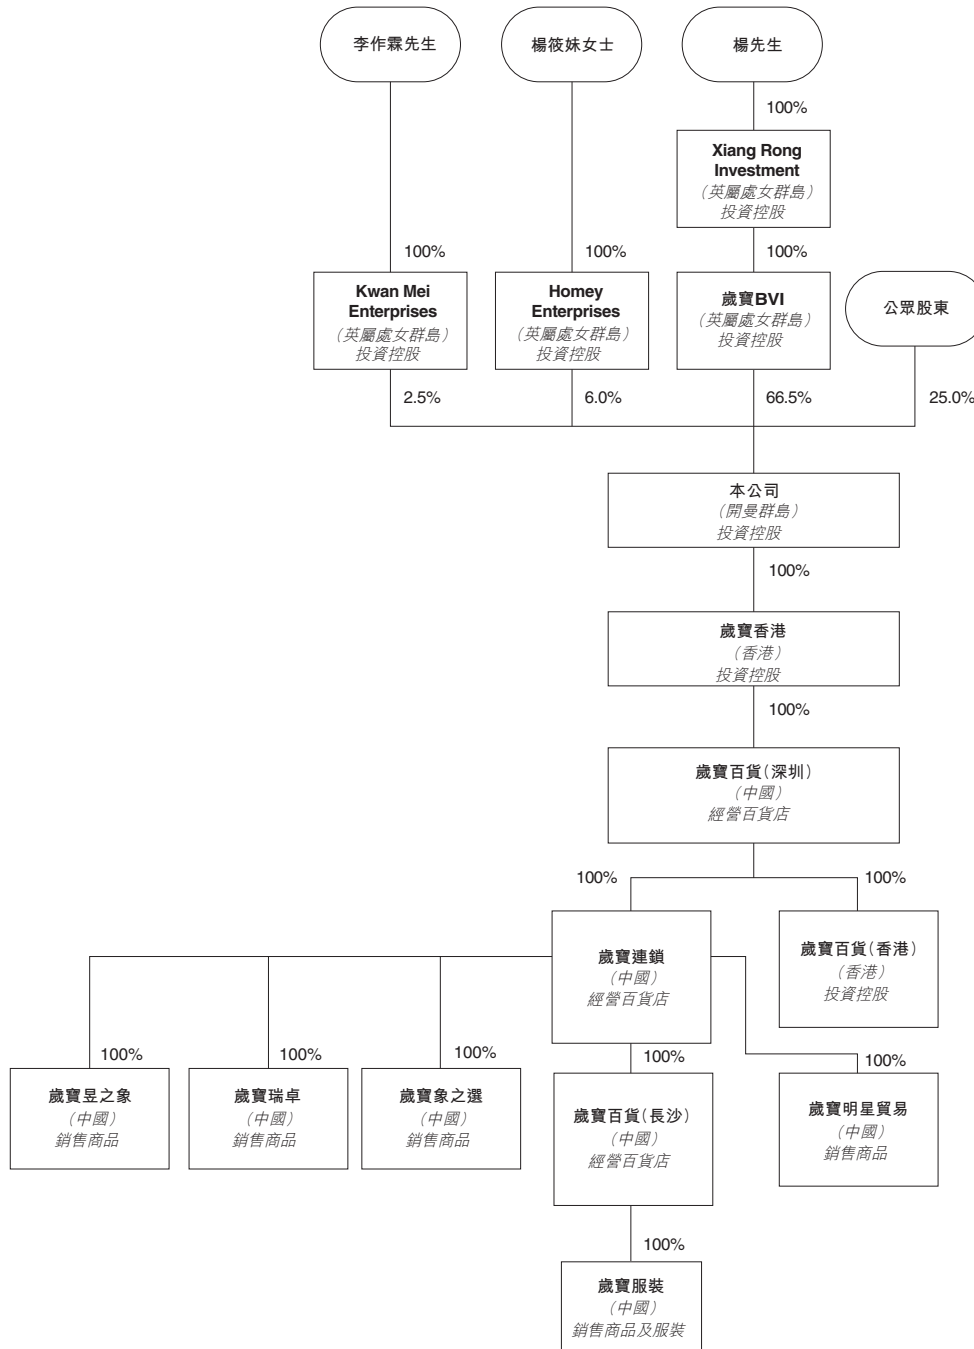 李作霖先生
楊筱妹女士
楊先生
100%
Xiang Rong
Investment
（英屬處女群島）
投資控股
100%
100%
100%
Kwan Mei
Enterprises
（英屬處女群島）
投資控股
Homey
Enterprises
（英屬處女群島）
投資控股
歲寶BVI
（英屬處女群島）
投資控股
公眾股東
2.5%
6.0%
66.5%
25.0%
本公司
（開曼群島）
投資控股
100%
歲寶香港
（香港）
投資控股
100%
歲寶百貨（深圳）
（中國）
經營百貨店
100%
100%
歲寶連鎖
（中國）
經營百貨店
歲寶百貨（香港）
（香港）
投資控股
100%
100%
100%
100%
100%
歲寶昱之象
（中國）
銷售商品
歲寶瑞卓
（中國）
銷售商品
歲寶象之選
（中國）
銷售商品
歲寶百貨（長沙）
（中國）
經營百貨店
歲寶明星貿易
（中國）
銷售商品
100%
歲寶服裝
（中國）
銷售商品及服裝